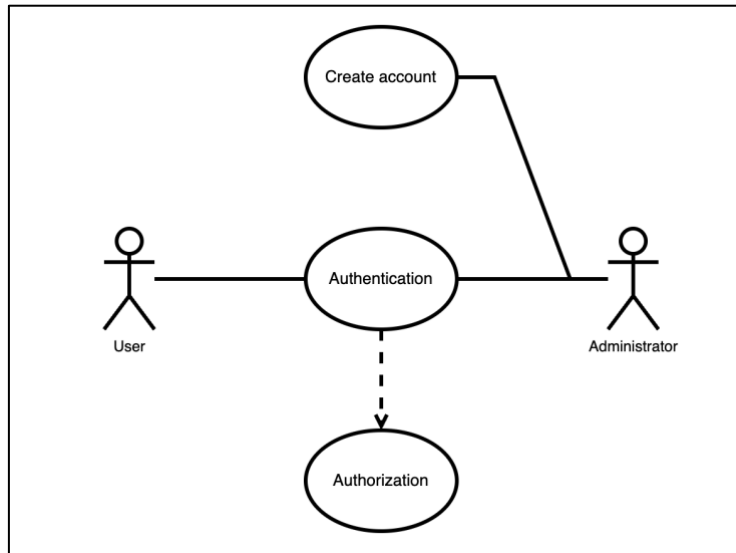 Create account
Authentication
User
Administrator
Authorization